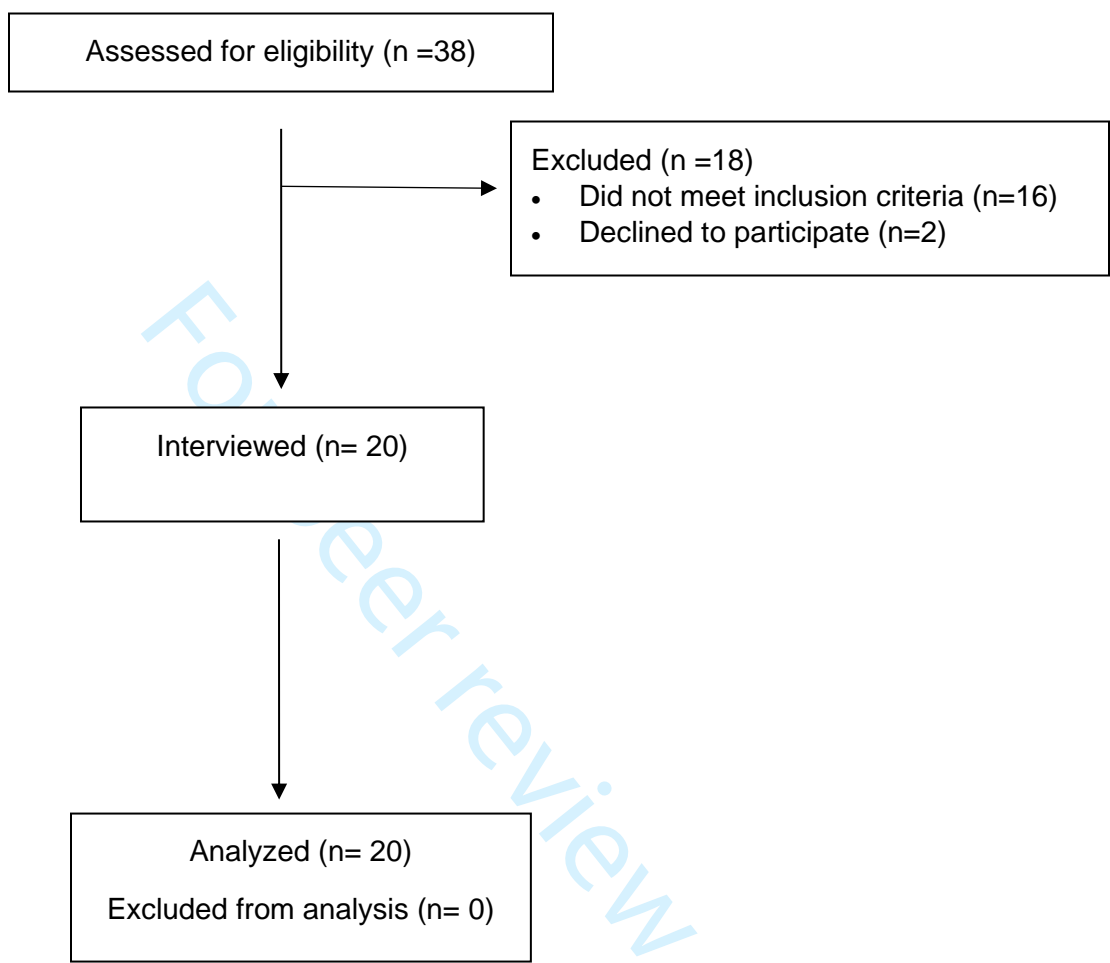 Assessed for eligibility (n =38)
Excluded (n =18)
• Did not meet inclusion criteria (n=16)
• Declined to participate (n=2)
Interviewed (n= 20)
Analyzed (n= 20)
Excluded from analysis (n= 0)
For peer review